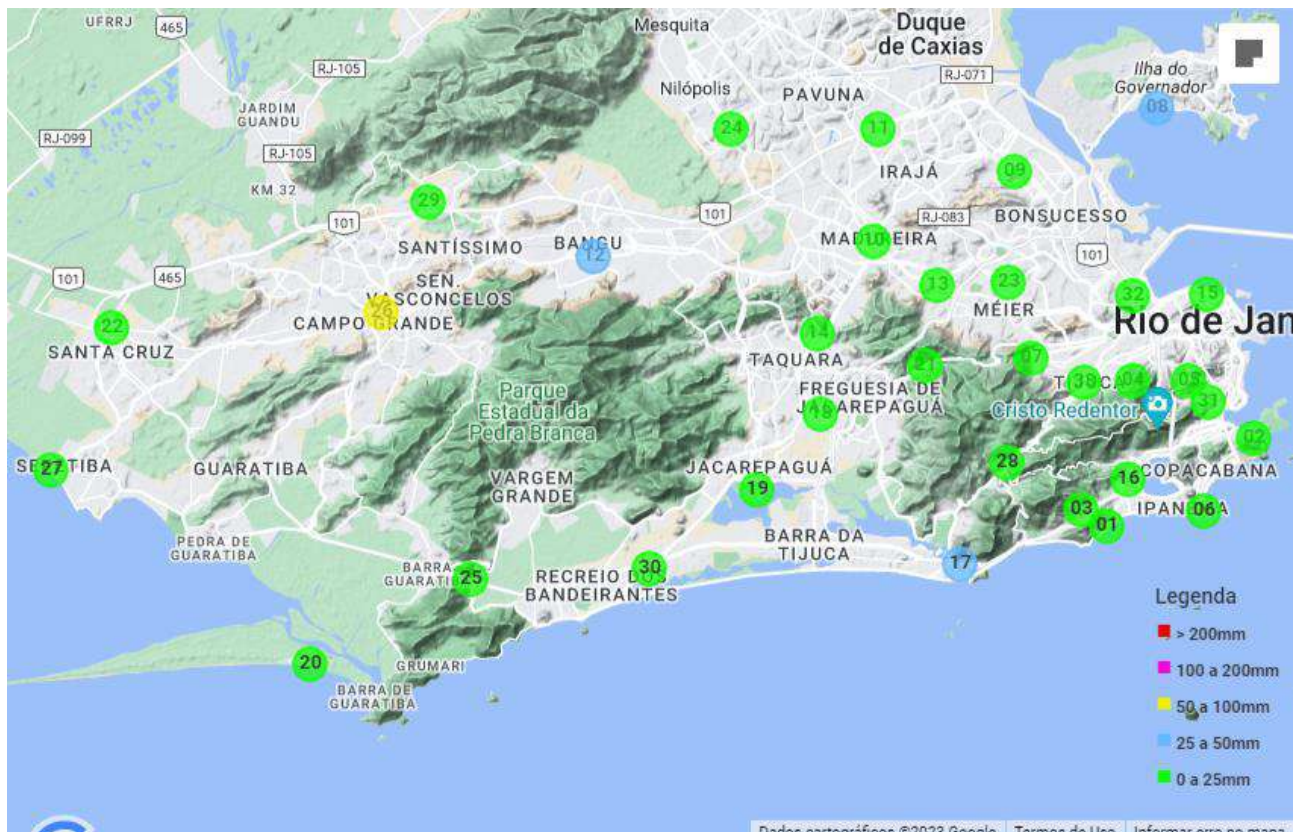 UFRRJ
465
Mesquita
Duque
de Caxias
RJ-105
RJ-071
Ilha do
Governador
Nilópolis
PAVUNA
08
JARDIM
GUANDU
24
11
RJ-099
RJ-105
IRAJÁ
09
KM 32
29
101
101
RJ-083
BONSUCESSO
SANTÍSSIMO
BANGU
12
MADUREIRA
10
101
101
465
SEN.
VASCONCELOS
13
23
26
CAMPO GRANDE
MÉIER
32
15
22
Rio de Jan
SANTA CRUZ
14
TAQUARA
07
21
FREGUESIA DE
JACAREPAGUÁ
04
05
Parque
Estadual da
Pedra Branca
Cristo Redentor
31
02
SEPETIBA
27
GUARATIBA
JACAREPAGUÁ
28
COPACABANA
VARGEM
GRANDE
19
16
03
01
IPANEMA
06
PEDRA DE
GUARATIBA
BARRA DA
TIJUCA
17
BARRA
GUARATIBA
25
RECREIO DOS
BANDEIRANTES
30
20
GRUMARI
BARRA DE
GUARATIBA
Legenda
> 200mm
100 a 200mm
50 a 100mm
25 a 50mm
0 a 25mm
Dados cartográficos ©2023 Google
Termos de Uso
Informar erro no mapa